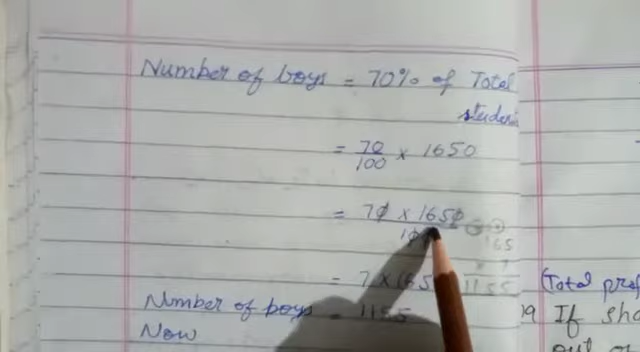 Number of boys = 70% of Total
students
= 70/100 × 1650
= 70 × 1650
165
= 7 × 165
1155
Number of boys = 1155
Now
(Total
If
out